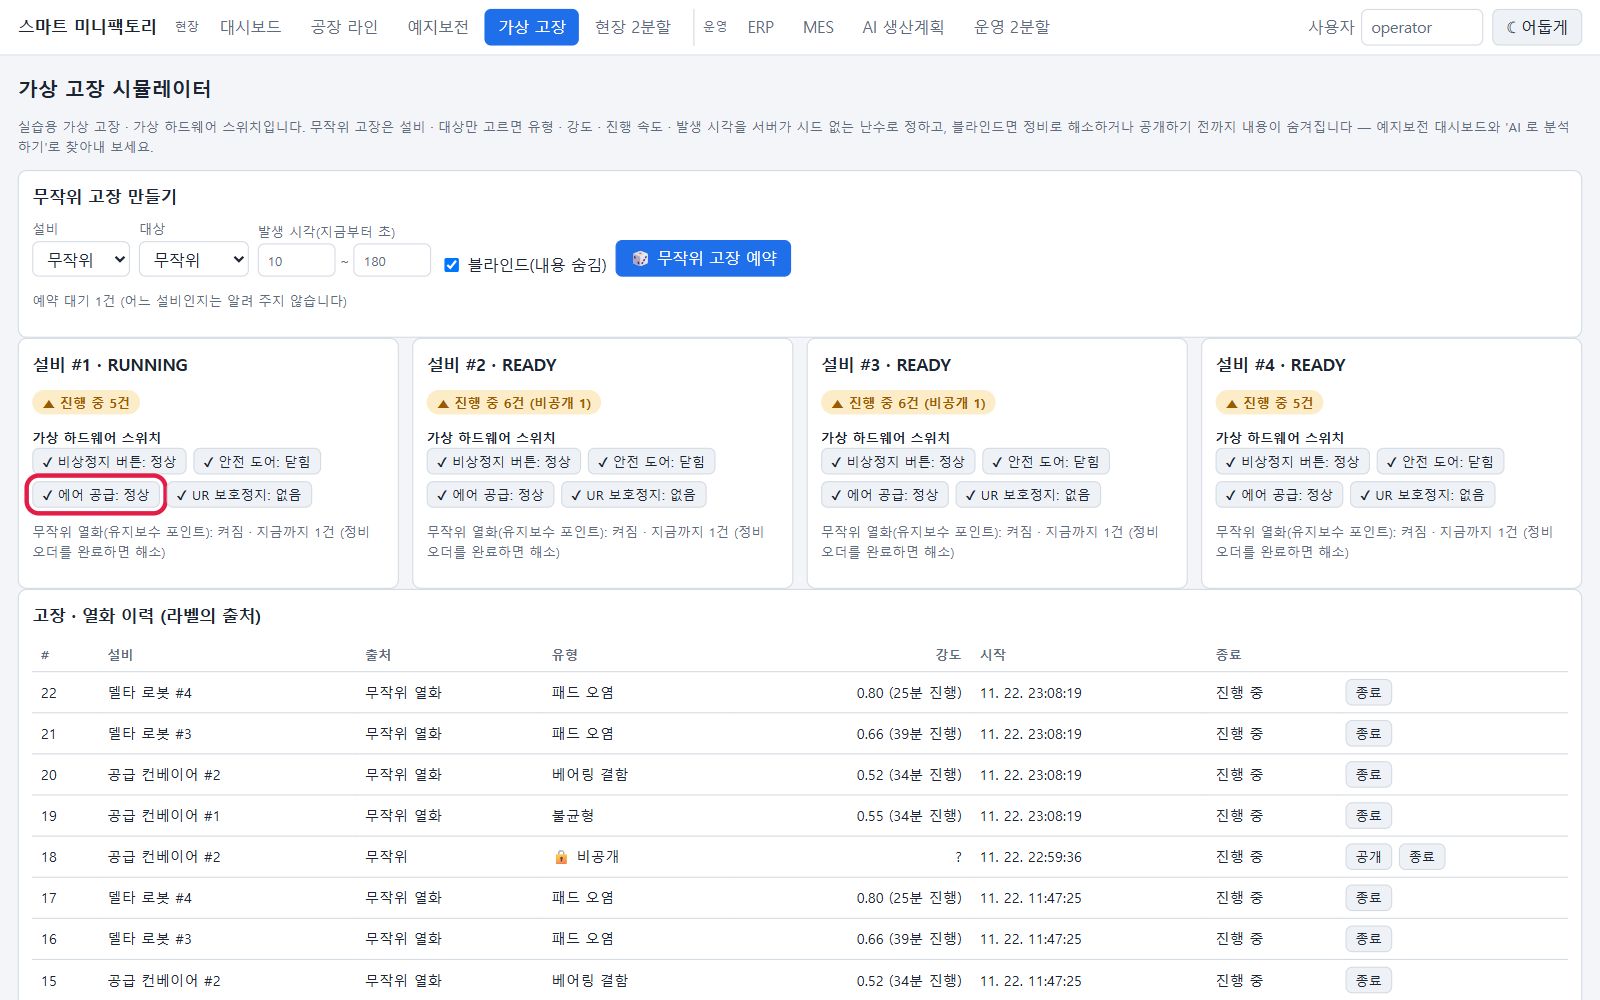 스마트 미니팩토리 현장 대시보드 공장 라인 예지보전 가상 고장 현장 2분할 운영 ERP MES AI 생산계획 운영 2분할 사용자 operator ☾ 어둡게
가상 고장 시뮬레이터
실습용 가상 고장 · 가상 하드웨어 스위치입니다. 무작위 고장은 설비 · 대상만 고르면 유형 · 강도 · 진행 속도 · 발생 시각을 서버가 시드 없는 난수로 정하고, 블라인드면 정비로 해소하거나 공개하기 전까지 내용이 숨겨집니다 — 예지보전 대시보드와 'AI 로 분석
하기'로 찾아내 보세요.
무작위 고장 만들기
설비 대상 발생 시각(지금부터 초)
무작위 무작위 10 ~ 180 블라인드(내용 숨김) 🎲 무작위 고장 예약
예약 대기 1건 (어느 설비인지는 알려 주지 않습니다)
설비 #1 · RUNNING
▲ 진행 중 5건
가상 하드웨어 스위치
✓ 비상정지 버튼: 정상 ✓ 안전 도어: 닫힘
✓ 에어 공급: 정상 ✓ UR 보호정지: 없음
무작위 열화(유지보수 포인트): 켜짐 · 지금까지 1건 (정비
오더를 완료하면 해소)
설비 #2 · READY
▲ 진행 중 6건 (비공개 1)
가상 하드웨어 스위치
✓ 비상정지 버튼: 정상 ✓ 안전 도어: 닫힘
✓ 에어 공급: 정상 ✓ UR 보호정지: 없음
무작위 열화(유지보수 포인트): 켜짐 · 지금까지 1건 (정비
오더를 완료하면 해소)
설비 #3 · READY
▲ 진행 중 6건 (비공개 1)
가상 하드웨어 스위치
✓ 비상정지 버튼: 정상 ✓ 안전 도어: 닫힘
✓ 에어 공급: 정상 ✓ UR 보호정지: 없음
무작위 열화(유지보수 포인트): 켜짐 · 지금까지 1건 (정비
오더를 완료하면 해소)
설비 #4 · READY
▲ 진행 중 5건
가상 하드웨어 스위치
✓ 비상정지 버튼: 정상 ✓ 안전 도어: 닫힘
✓ 에어 공급: 정상 ✓ UR 보호정지: 없음
무작위 열화(유지보수 포인트): 켜짐 · 지금까지 1건 (정비
오더를 완료하면 해소)
고장 · 열화 이력 (라벨의 출처)
# 설비 출처 유형 강도 시작 종료
22 델타 로봇 #4 무작위 열화 패드 오염 0.80 (25분 진행) 11. 22. 23:08:19 진행 중 종료
21 델타 로봇 #3 무작위 열화 패드 오염 0.66 (39분 진행) 11. 22. 23:08:19 진행 중 종료
20 공급 컨베이어 #2 무작위 열화 베어링 결함 0.52 (34분 진행) 11. 22. 23:08:19 진행 중 종료
19 공급 컨베이어 #1 무작위 열화 불균형 0.55 (34분 진행) 11. 22. 23:08:19 진행 중 종료
18 공급 컨베이어 #2 무작위 🔒 비공개 ? 11. 22. 22:59:36 진행 중 공개 종료
17 델타 로봇 #4 무작위 열화 패드 오염 0.80 (25분 진행) 11. 22. 11:47:25 진행 중 종료
16 델타 로봇 #3 무작위 열화 패드 오염 0.66 (39분 진행) 11. 22. 11:47:25 진행 중 종료
15 공급 컨베이어 #2 무작위 열화 베어링 결함 0.52 (34분 진행) 11. 22. 11:47:25 진행 중 종료